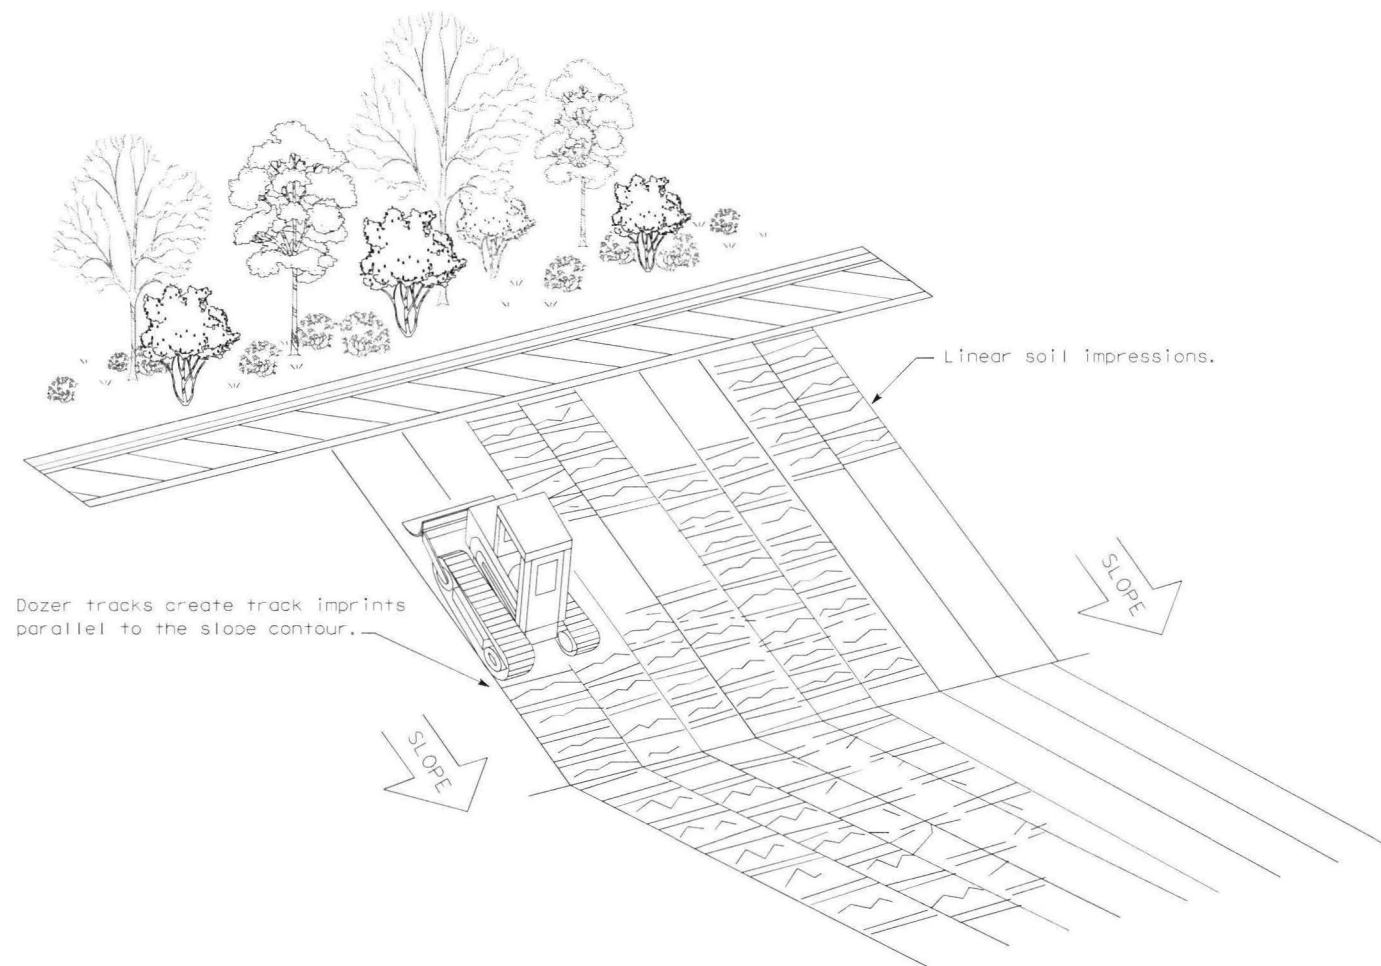 Linear soil impressions.
SLOPE
Dozer tracks create track imprints
parallel to the slope contour.
SLOPE